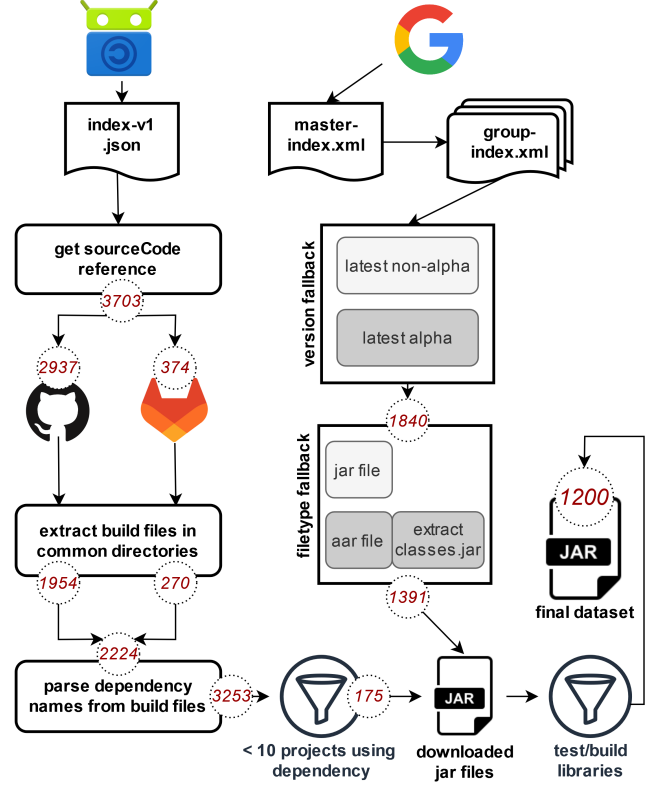 index-v1
.json
master-
index.xml
group-
index.xml
get sourceCode
reference
3703
2937
374
extract build files in
common directories
1954
270
2224
parse dependency
names from build files
3253
< 10 projects using
dependency
175
version fallback
latest non-alpha
latest alpha
1840
filetype fallback
jar file
aar file
extract
classes.jar
1391
JAR
downloaded
jar files
test/build
libraries
1200
JAR
final dataset